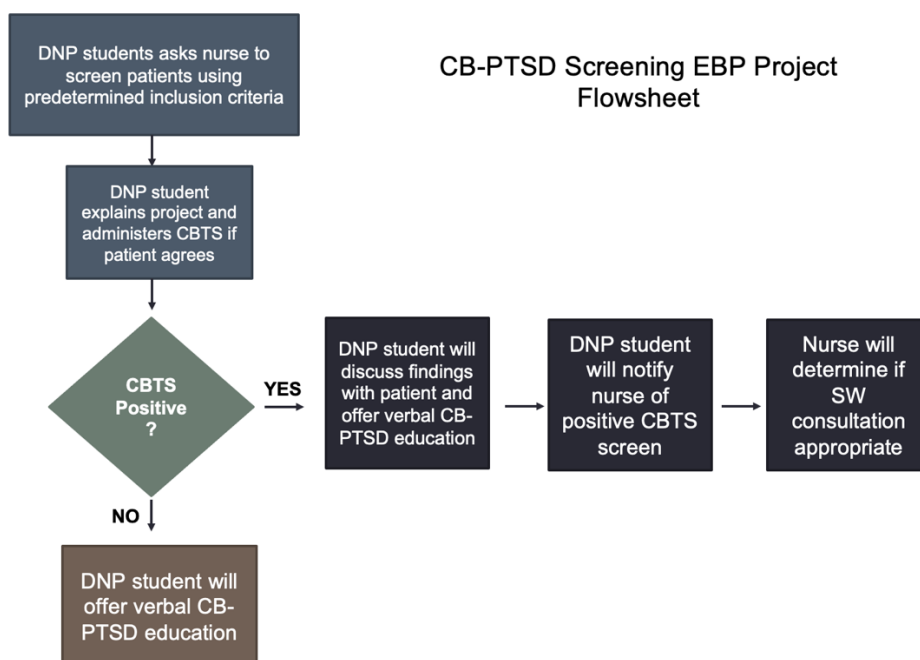 DNP students asks nurse to
screen patients using
predetermined inclusion criteria
CB-PTSD Screening EBP Project
Flowsheet
DNP student
explains project and
administers CBTS if
patient agrees
CBTS
Positive
?
YES
DNP student will
discuss findings
with patient and
offer verbal CB-
PTSD education
DNP student
will notify
nurse of
positive CBTS
screen
Nurse will
determine if
SW
consultation
appropriate
NO
DNP student will
offer verbal CB-
PTSD education